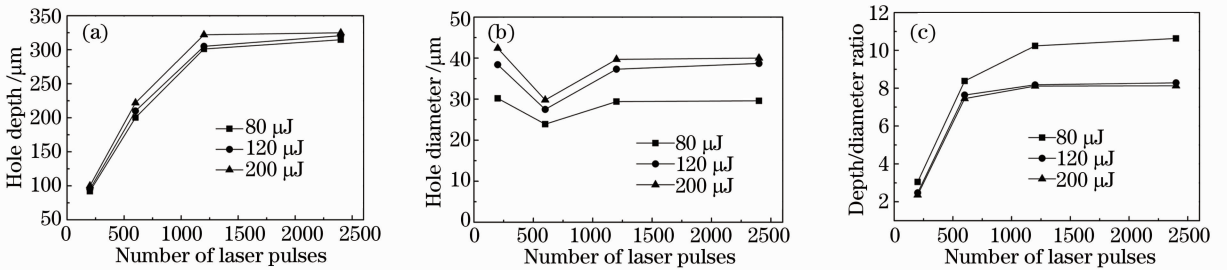 (a)
Hole depth /μm
350
300
250
200
150
100
50
80 μJ
120 μJ
200 μJ
0
500
1000
1500
2000
2500
Number of laser pulses
(b)
Hole diameter /μm
50
40
30
20
10
0
80 μJ
120 μJ
200 μJ
0
500
1000
1500
2000
2500
Number of laser pulses
(c)
Depth/diameter ratio
12
10
8
6
4
2
80 μJ
120 μJ
200 μJ
0
500
1000
1500
2000
2500
Number of laser pulses